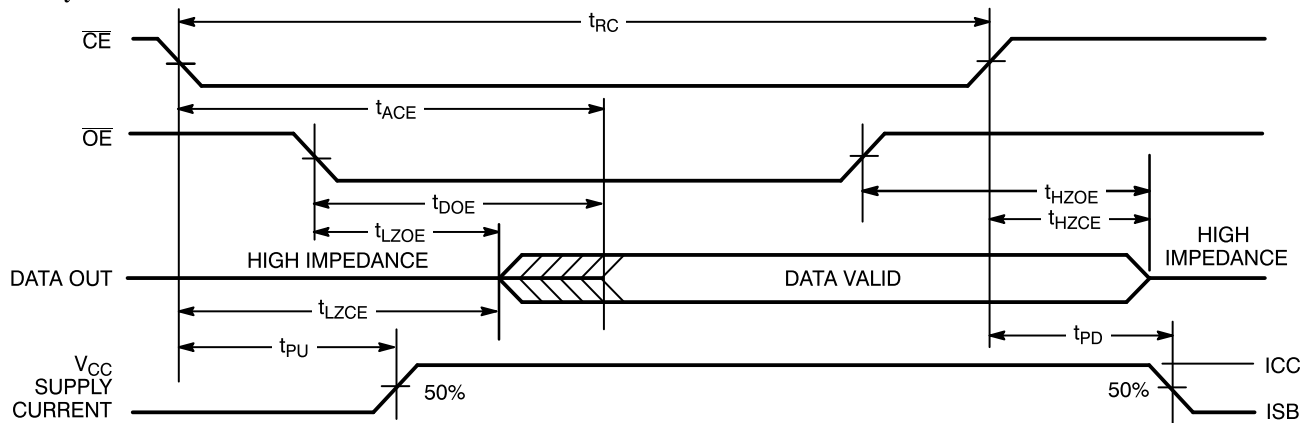 tRC
CE
tACE
OE
tDOE
tHZOE
tLZOE
tHZCE
HIGH IMPEDANCE
HIGH
IMPEDANCE
DATA OUT
DATA VALID
tLZCE
tPU
tPD
VCC
SUPPLY
CURRENT
50%
50%
ICC
ISB